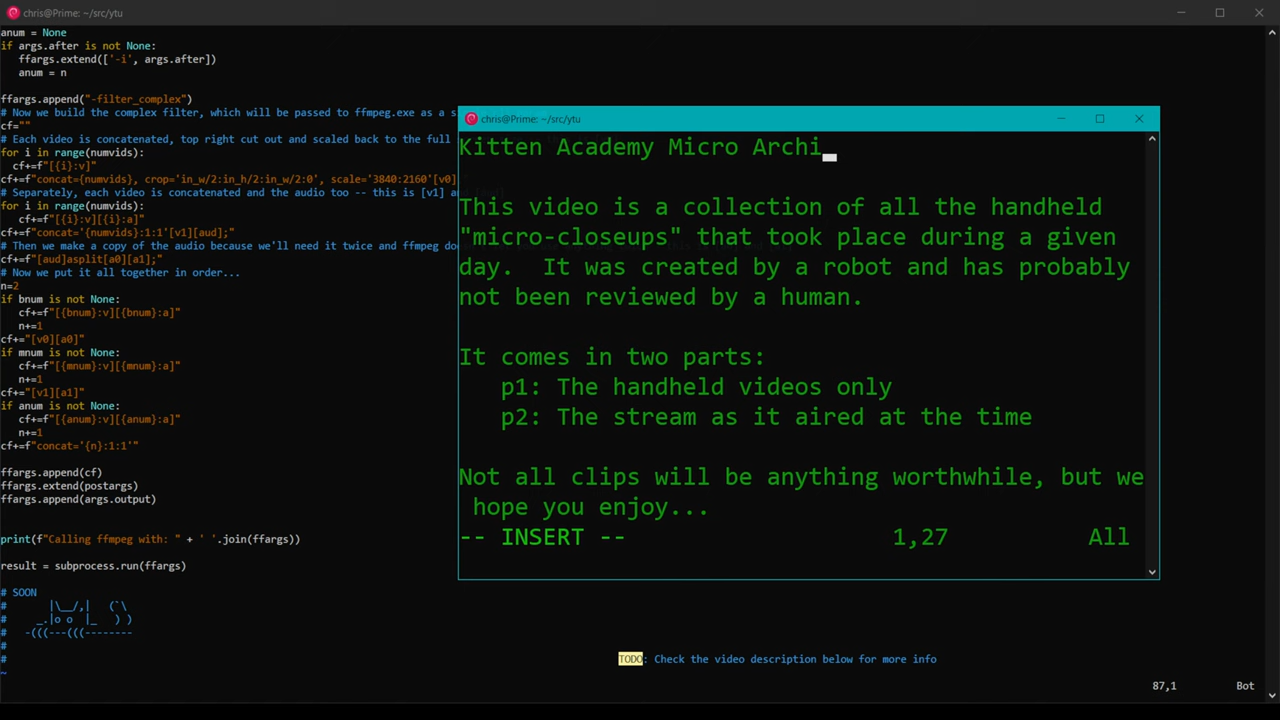 chris@Prime: ~/src/ytu
anum = None
if args.after is not None:
   ffargs.extend(['-i', args.after])
   anum = n
ffargs.append("-filter_complex")
# Now we build the complex filter, which will be passed to ffmpeg.exe as a s
cf=""
# Each video is concatenated, top right cut out and scaled back to the full
for i in range(numvids):
  cf+=f"[{i}:v]"
cf+=f"concat={numvids}, crop='in_w/2:in_h/2:in_w/2:0', scale='3840:2160'[v0]
# Separately, each video is concatenated and the audio too -- this is [v1] a
for i in range(numvids):
   cf+=f"[{i}:v][{i}:a]"
cf+=f"concat='{numvids}:1:1'[v1][aud];"
# Then we make a copy of the audio because we'll need it twice and ffmpeg do
cf+=f"[aud]asplit[a0][a1];"
# Now we put it all together in order...
n=2
if bnum is not None:
   cf+=f"[{bnum}:v][{bnum}:a]"
   n+=1
cf+="[v0][a0]"
if mnum is not None:
   cf+=f"[{mnum}:v][{mnum}:a]"
   n+=1
cf+="[v1][a1]"
if anum is not None:
   cf+=f"[{anum}:v][{anum}:a]"
   n+=1
cf+=f"concat='{n}:1:1'"
ffargs.append(cf)
ffargs.extend(postargs)
ffargs.append(args.output)
print(f"Calling ffmpeg with: " + ' '.join(ffargs))
result = subprocess.run(ffargs)
# SOON
#      |\__/,|   (`\
#    _.|o o  |_   ) )
#  -(((---(((--------
#
#
~
chris@Prime: ~/src/ytu
Kitten Academy Micro Archi
This video is a collection of all the handheld
"micro-closeups" that took place during a given
day.  It was created by a robot and has probably
not been reviewed by a human.
It comes in two parts:
   p1: The handheld videos only
   p2: The stream as it aired at the time
Not all clips will be anything worthwhile, but we
 hope you enjoy...
-- INSERT -- 1,27 All
TODO: Check the video description below for more info
87,1 Bot